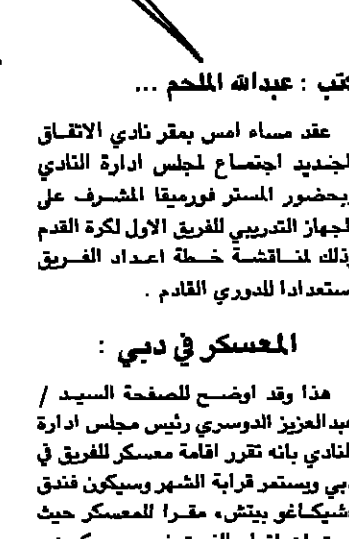 كتب : عبدالله الملحم ...
عقد مساء امس بمقر نادي الاتفاق
الجديد اجتماع لمجلس ادارة النادي
وبحضور المستر فورميقا المشرف على
الجهاز التدريبي للفريق الاول لكرة القدم
وذلك لمناقشة خطة اعداد الفريق
ستعدادا للدوري القادم .
المعسكر في دبي :
هذا وقد اوضح للصفحة السيد /
عبدالعزيز الدوسري رئيس مجلس ادارة
النادي بانه تقرر اقامة معسكر للفريق في
دبي ويستمر قرابة الشهر وسيكون فندق
شيكاغو بيتش، مقرا للمعسكر حيث